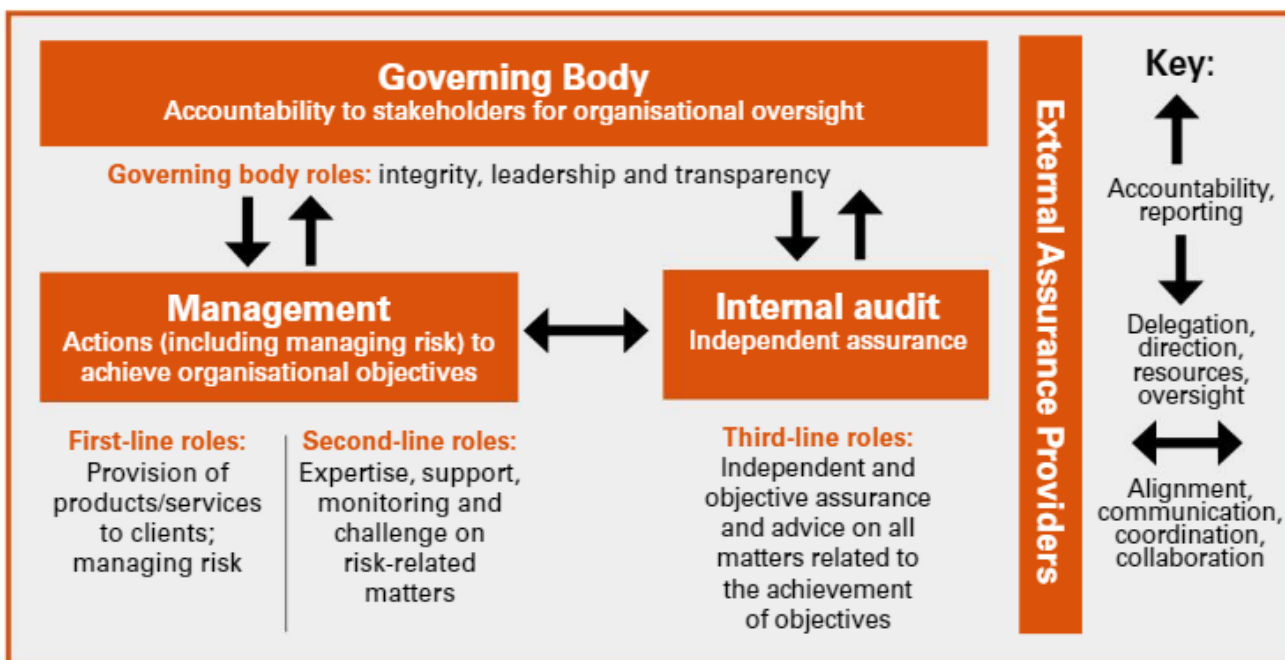 Governing Body
Accountability to stakeholders for organisational oversight
Governing body roles: integrity, leadership and transparency
Management
Actions (including managing risk) to
achieve organisational objectives
Internal audit
Independent assurance
First-line roles:
Provision of
products/services
to clients;
managing risk
Second-line roles:
Expertise, support,
monitoring and
challenge on
risk-related
matters
Third-line roles:
Independent and
objective assurance
and advice on all
matters related to
the achievement
of objectives
External Assurance Providers
Key:
Accountability,
reporting
Delegation,
direction,
resources,
oversight
Alignment,
communication,
coordination,
collaboration